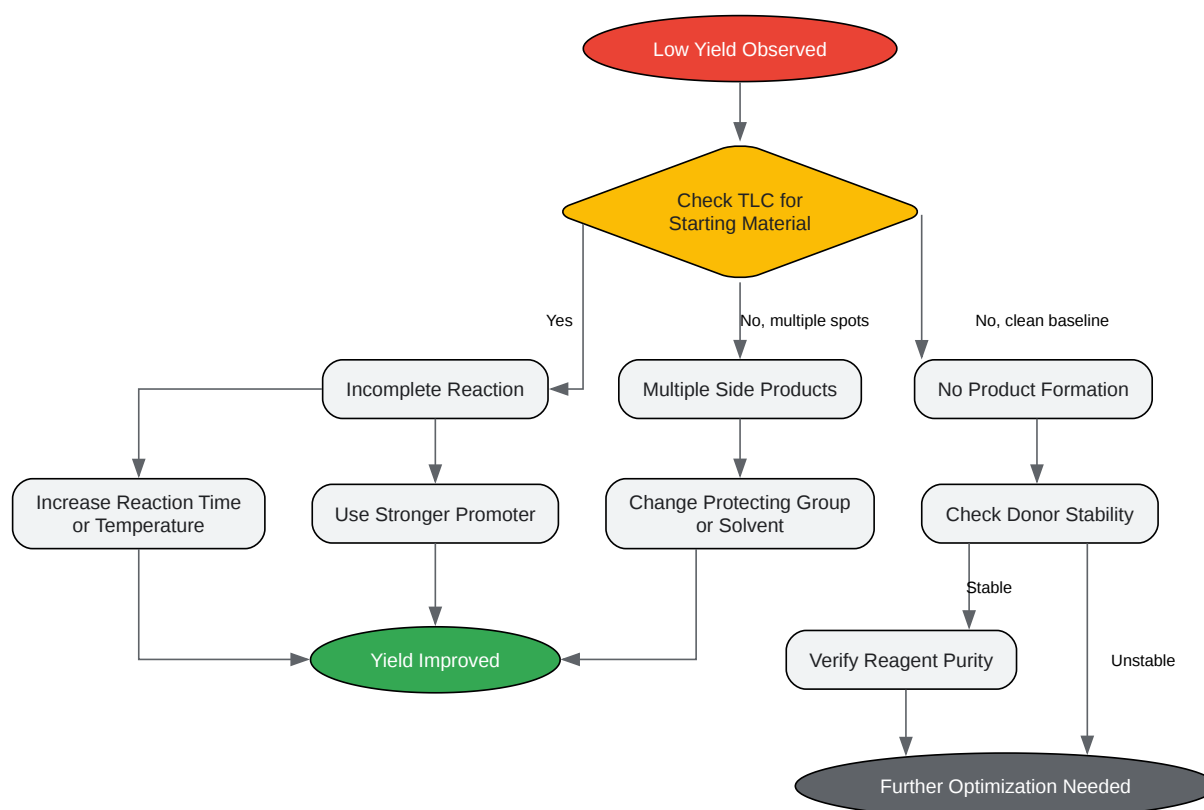 Low Yield Observed
Check TLC for
Starting Material
Yes
No, multiple spots
No, clean baseline
Incomplete Reaction
Multiple Side Products
No Product Formation
Increase Reaction Time
or Temperature
Use Stronger Promoter
Change Protecting Group
or Solvent
Check Donor Stability
Stable
Unstable
Yield Improved
Verify Reagent Purity
Further Optimization Needed